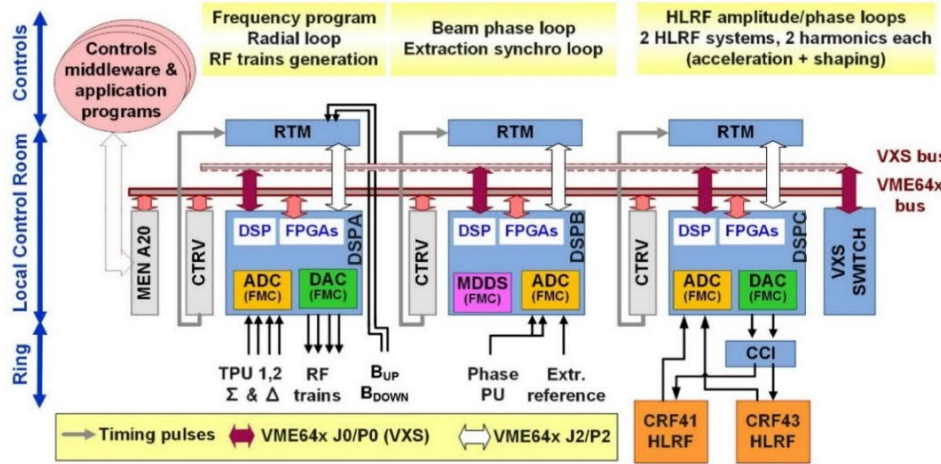 Controls
Local Control Room
Ring
Controls
middleware &
application
programs
Frequency program
Radial loop
RF trains generation
Beam phase loop
Extraction synchro loop
HLRF amplitude/phase loops
2 HLRF systems, 2 harmonics each
(acceleration + shaping)
RTM
RTM
RTM
VXS bus
VME64x
bus
MEN A20
CTRV
DSP
FPGAs
DSPA
ADC
(FMC)
DAC
(FMC)
CTRV
DSP
FPGAs
DSPB
MDDS
(FMC)
ADC
(FMC)
CTRV
DSP
FPGAs
DSPC
ADC
(FMC)
DAC
(FMC)
VXS
SWITCH
TPU 1,2
Σ & Δ
RF
trains
BUP
BDOWN
Phase
PU
Extr.
reference
CCI
CRF41
HLRF
CRF43
HLRF
Timing pulses
VME64x J0/P0 (VXS)
VME64x J2/P2